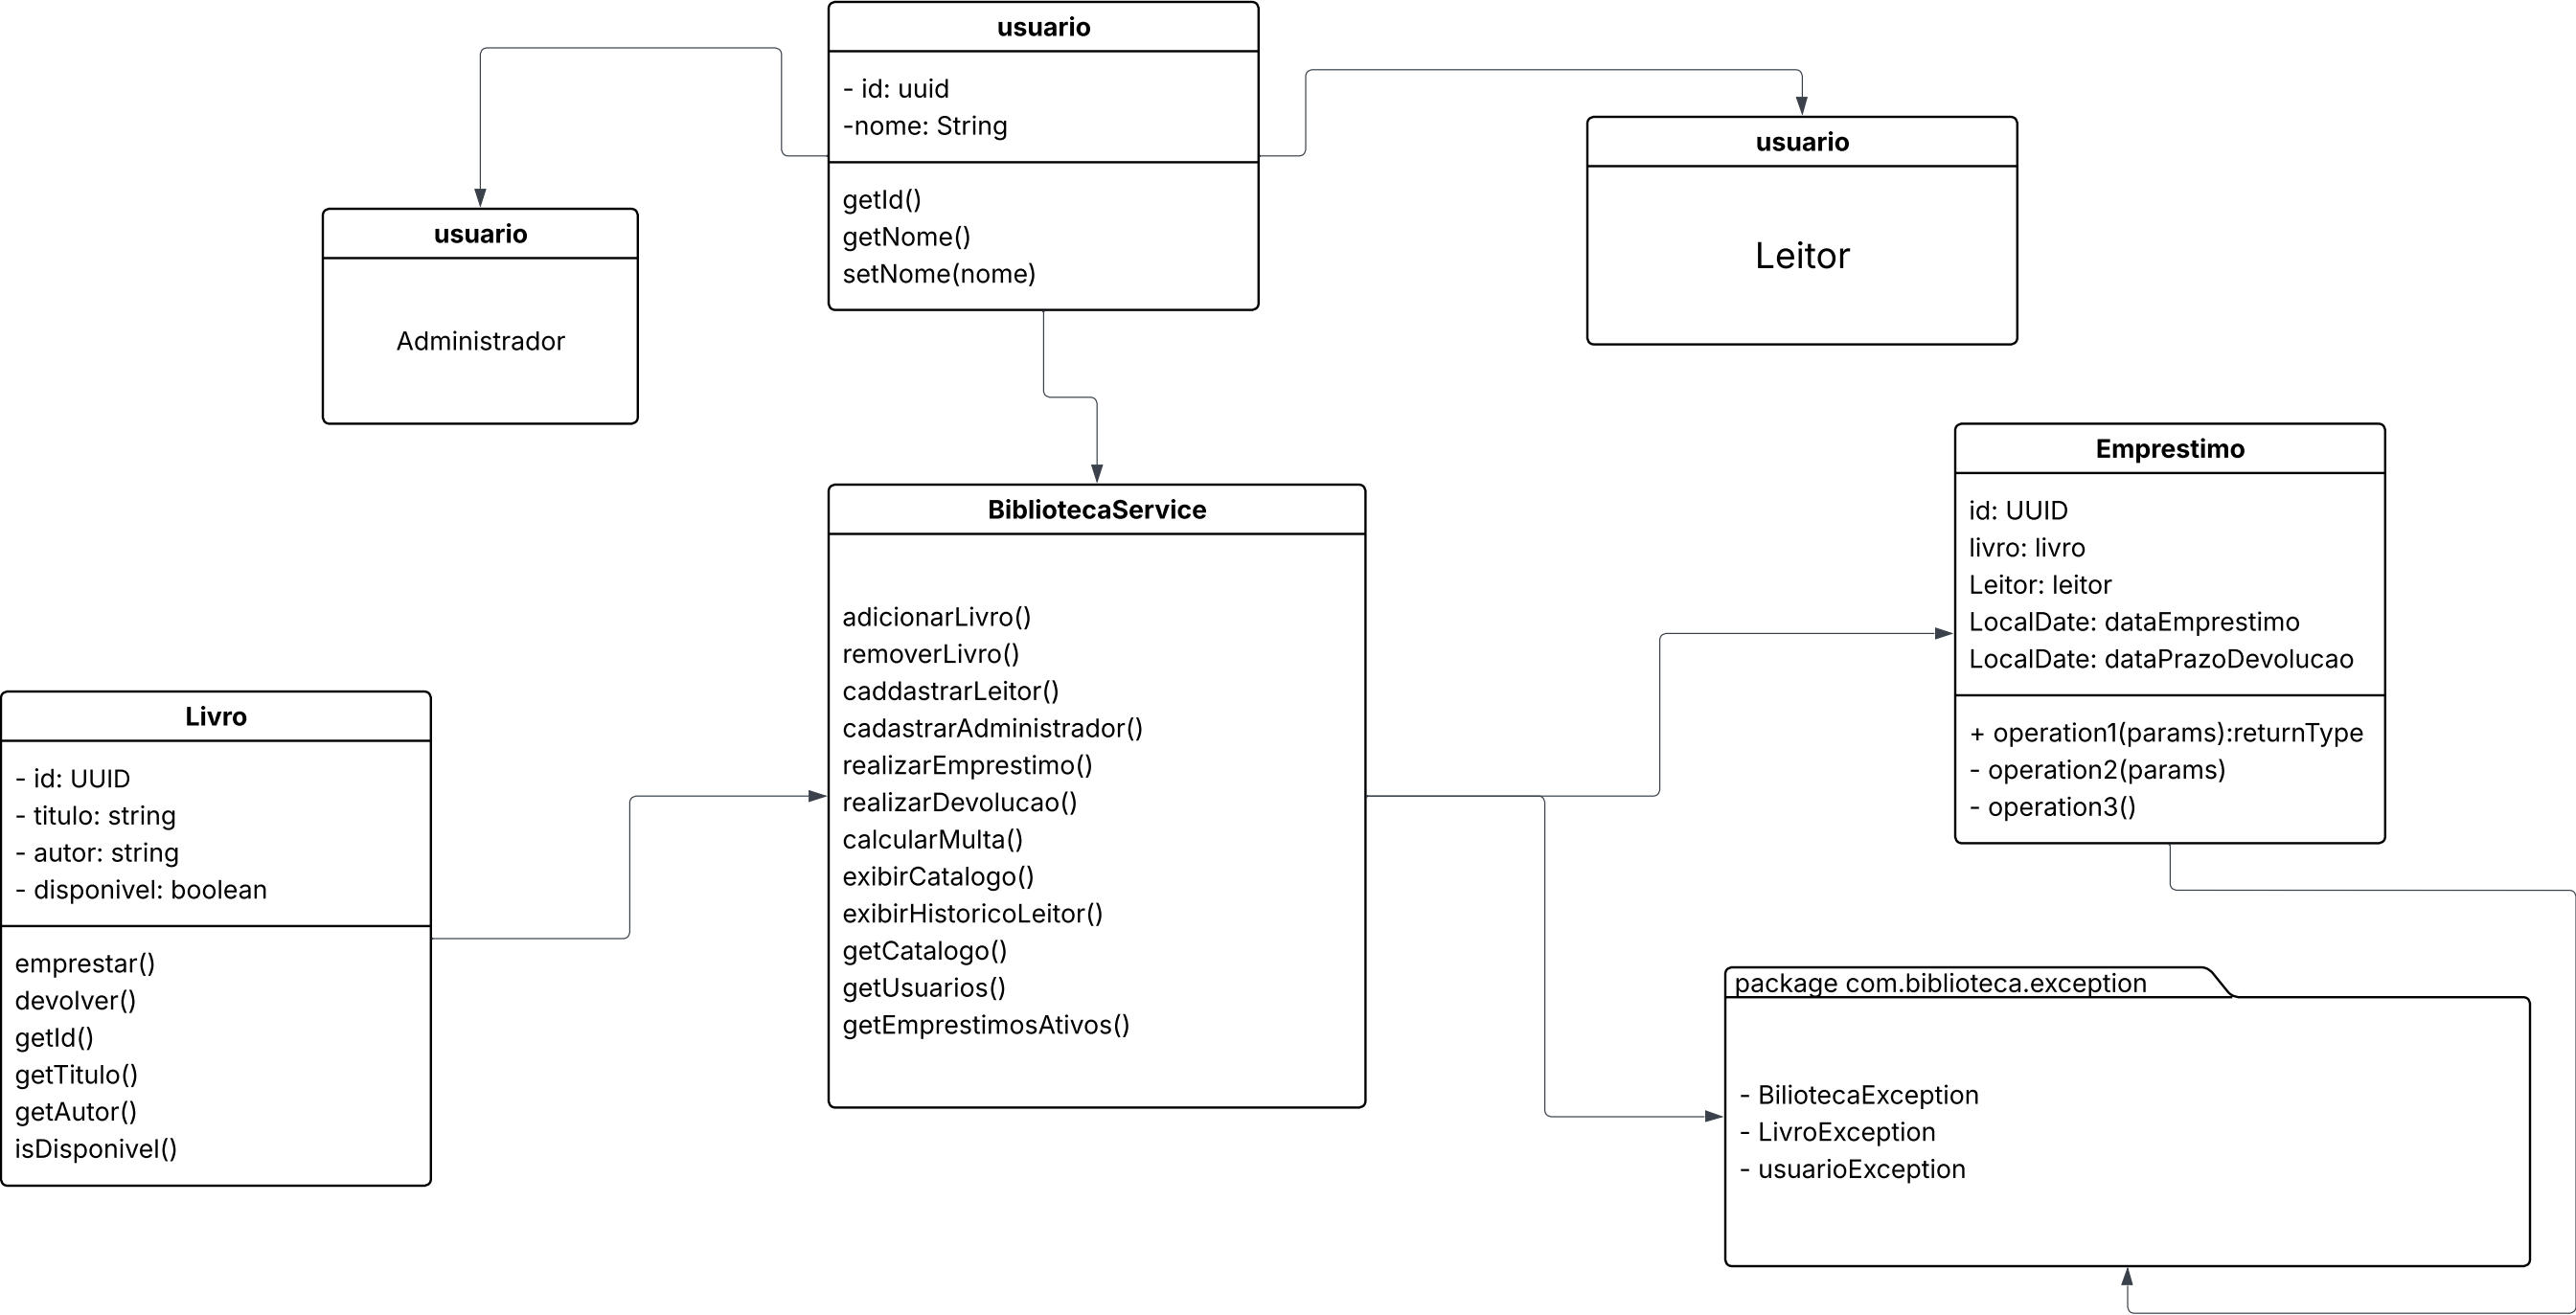 usuario
- id: uuid
-nome: String
getId()
getNome()
setNome(nome)
usuario
Leitor
usuario
Administrador
Emprestimo
id: UUID
livro: livro
Leitor: leitor
LocalDate: dataEmprestimo
LocalDate: dataPrazoDevolucao
+ operation1(params):returnType
- operation2(params)
- operation3()
BibliotecaService
adicionarLivro()
removerLivro()
caddastrarLeitor()
cadastrarAdministrador()
realizarEmprestimo()
realizarDevolucao()
calcularMulta()
exibirCatalogo()
exibirHistoricoLeitor()
getCatalogo()
getUsuarios()
getEmprestimosAtivos()
Livro
- id: UUID
- titulo: string
- autor: string
- disponivel: boolean
emprestar()
devolver()
getId()
getTitulo()
getAutor()
isDisponivel()
package com.biblioteca.exception
- BiliotecaException
- LivroException
- usuarioException